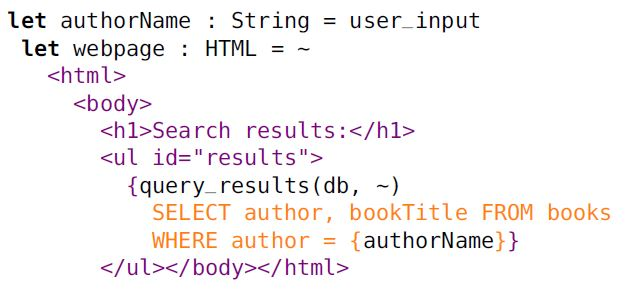 let authorName : String = user_input
let webpage : HTML = ~
<html>
<body>
<h1>Search results:</h1>
<ul id="results">
{query_results(db, ~)
SELECT author, bookTitle FROM books
WHERE author = {authorName}}
</ul></body></html>